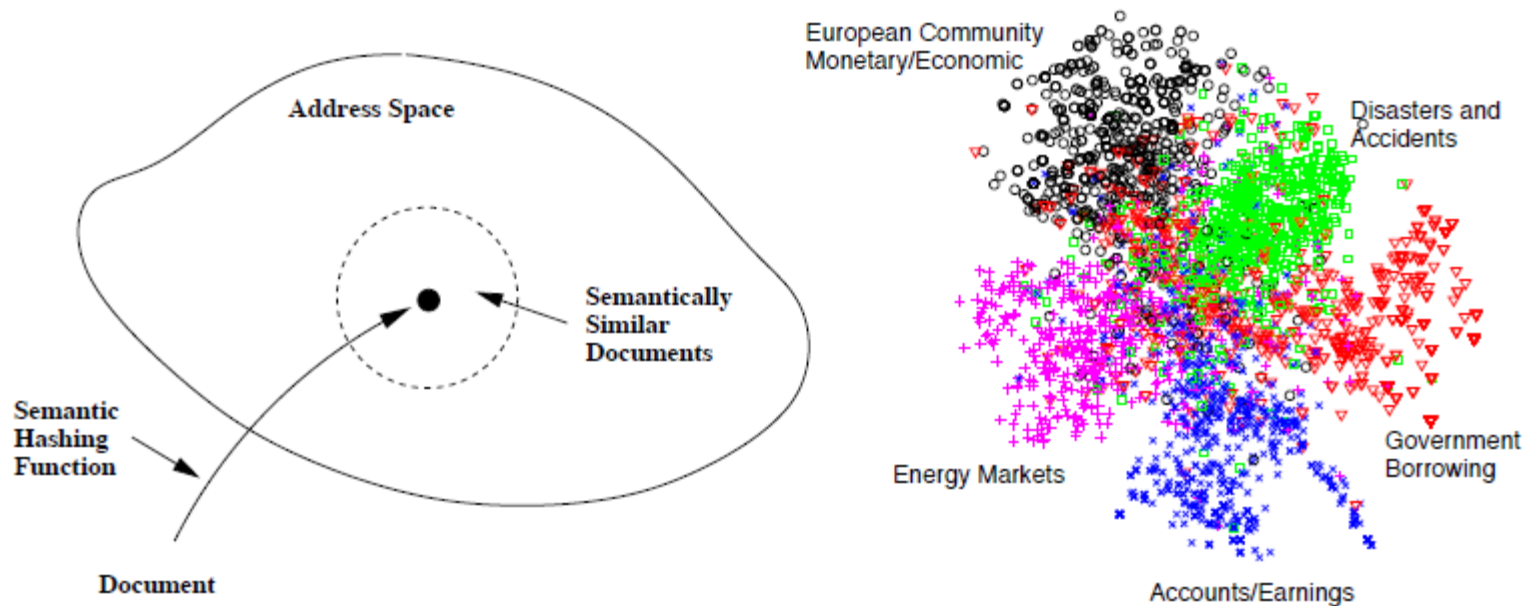 Address Space
Semantically
Similar
Documents
Semantic
Hashing
Function
Document
European Community
Monetary/Economic
Disasters and
Accidents
Government
Borrowing
Energy Markets
Accounts/Earnings